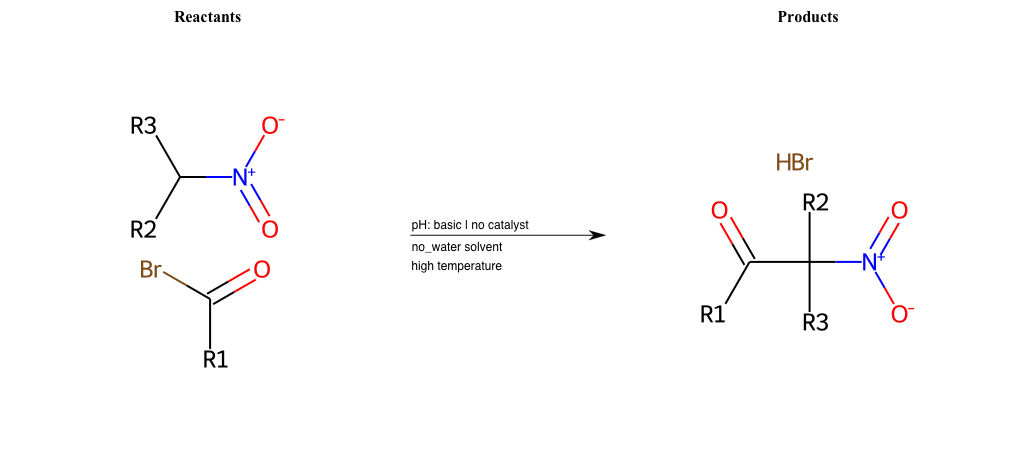 Reactants
Products
R3
O-
N+
R2
O
Br
O
R1
pH: basic | no catalyst
no_water solvent
high temperature
HBr
O
R2
O
N+
R1
R3
O-